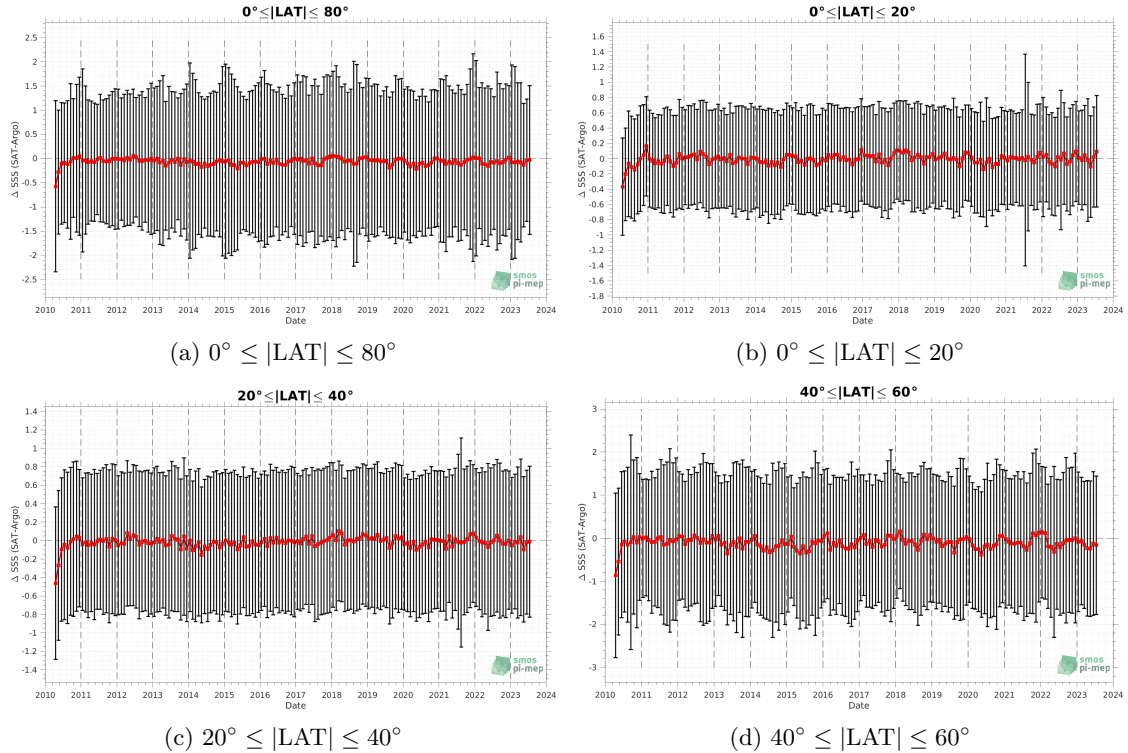 0°≤|LAT|≤ 80°
Δ SSS (SAT-Argo)
2.5
2
1.5
1
0.5
0
-0.5
-1
-1.5
-2
-2.5
2010 2011 2012 2013 2014 2015 2016 2017 2018 2019 2020 2021 2022 2023 2024
Date
smos
pi-mep
(a) 0° ≤ |LAT| ≤ 80°
0°≤|LAT|≤ 20°
Δ SSS (SAT-Argo)
1.6
1.4
1.2
1
0.8
0.6
0.4
0.2
0
-0.2
-0.4
-0.6
-0.8
-1
-1.2
-1.4
-1.6
-1.8
2010 2011 2012 2013 2014 2015 2016 2017 2018 2019 2020 2021 2022 2023 2024
Date
smos
pi-mep
(b) 0° ≤ |LAT| ≤ 20°
20°≤|LAT|≤ 40°
Δ SSS (SAT-Argo)
1.4
1.2
1
0.8
0.6
0.4
0.2
0
-0.2
-0.4
-0.6
-0.8
-1
-1.2
-1.4
2010 2011 2012 2013 2014 2015 2016 2017 2018 2019 2020 2021 2022 2023 2024
Date
smos
pi-mep
(c) 20° ≤ |LAT| ≤ 40°
40°≤|LAT|≤ 60°
Δ SSS (SAT-Argo)
3
2
1
0
-1
-2
-3
2010 2011 2012 2013 2014 2015 2016 2017 2018 2019 2020 2021 2022 2023 2024
Date
smos
pi-mep
(d) 40° ≤ |LAT| ≤ 60°